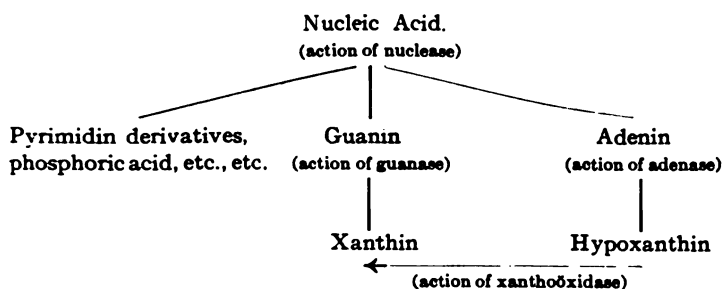 Nucleic Acid.
(action of nuclease)
Pyrimidin derivatives,
phosphoric acid, etc., etc.
Guanin
(action of guanase)
Adenin
(action of adenase)
Xanthin
Hypoxanthin
(action of xanthoöxidase)